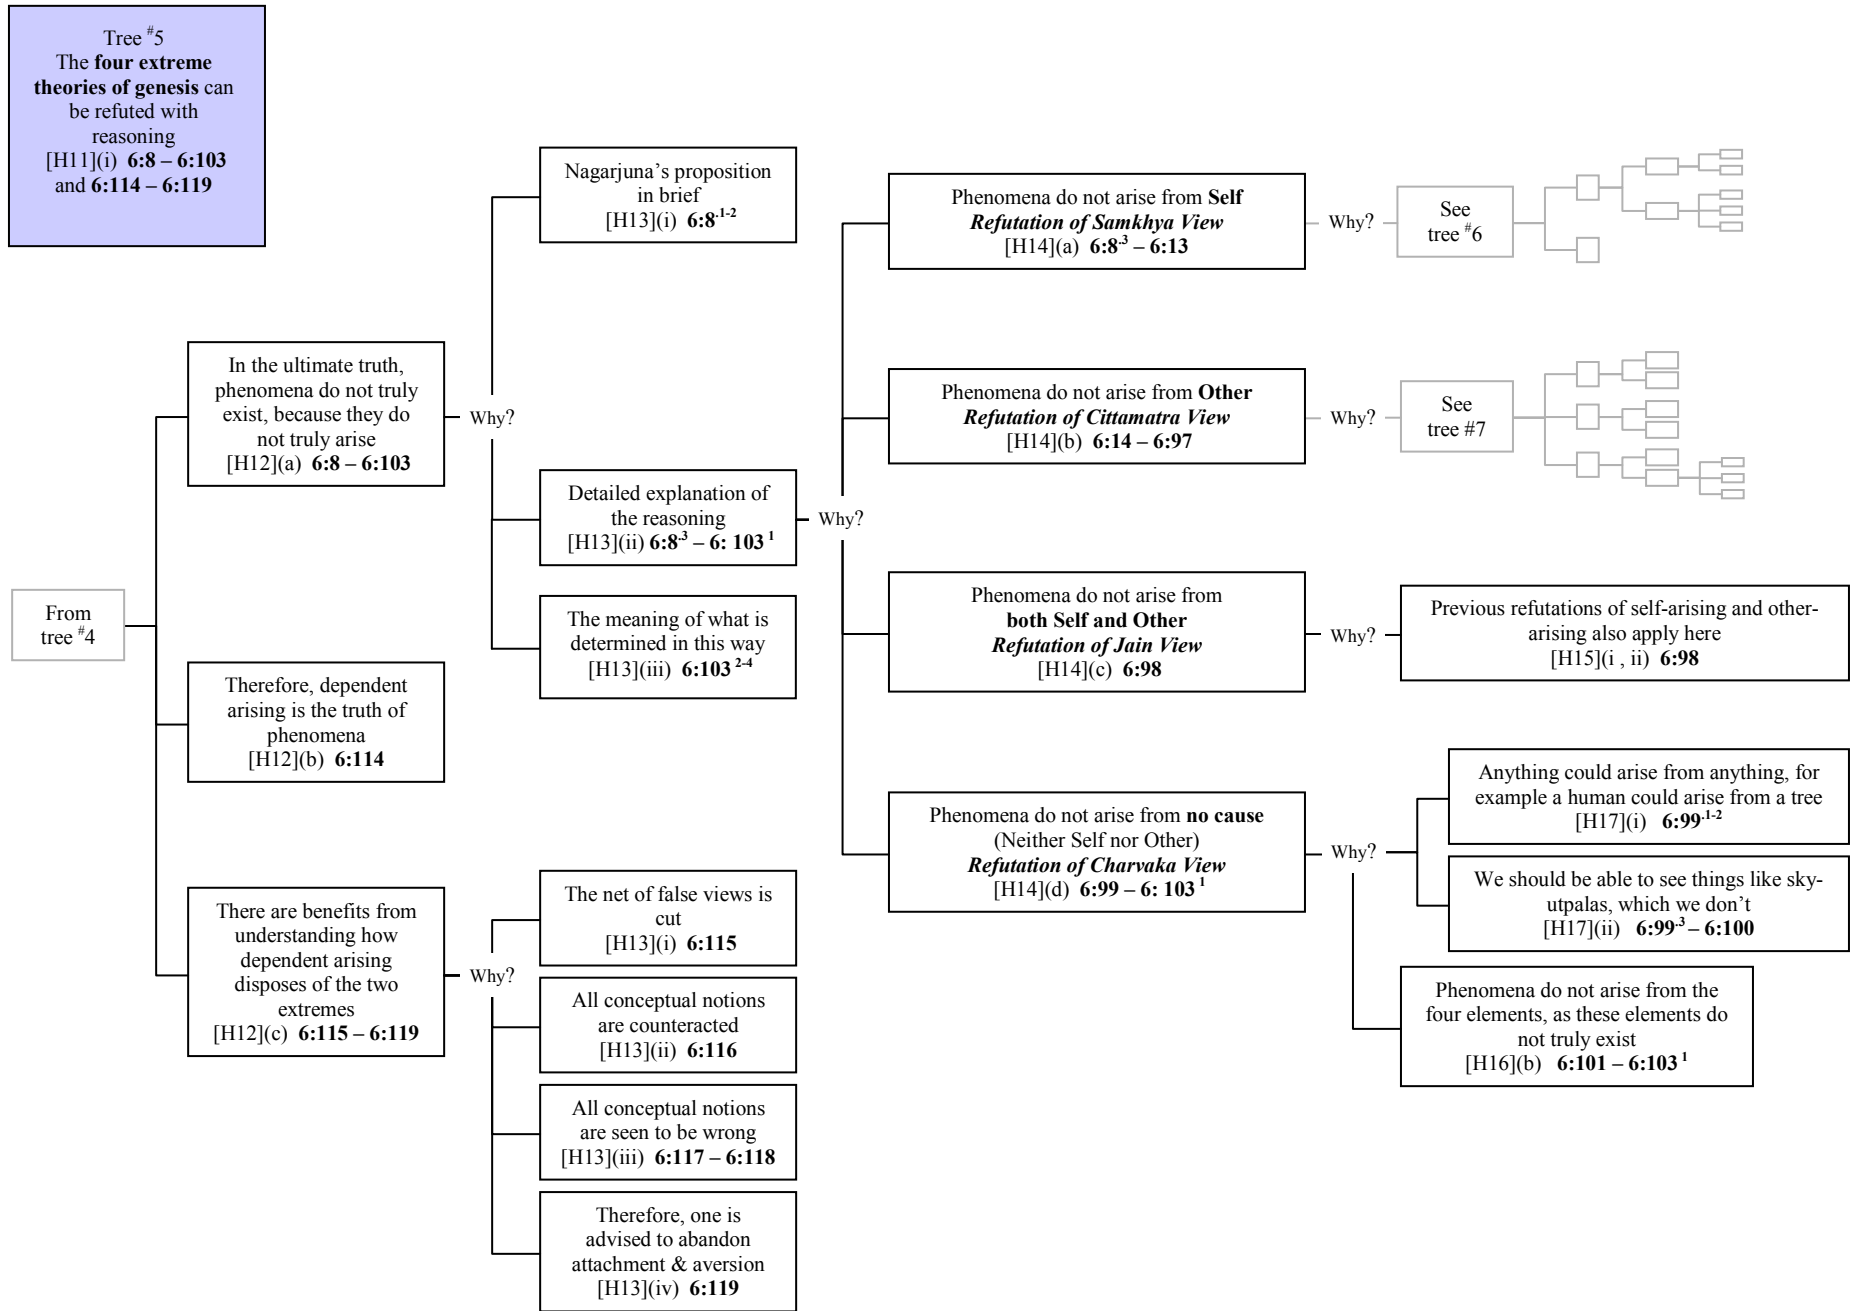 Tree #5
The four extreme
theories of genesis can
be refuted with
reasoning
[H11](i) 6:8 – 6:103
and 6:114 – 6:119
From
tree #4
In the ultimate truth,
phenomena do not truly
exist, because they do
not truly arise
[H12](a) 6:8 – 6:103
Why?
Therefore, dependent
arising is the truth of
phenomena
[H12](b) 6:114
There are benefits from
understanding how
dependent arising
disposes of the two
extremes
[H12](c) 6:115 – 6:119
Why?
Nagarjuna’s proposition
in brief
[H13](i) 6:8.1-2
Detailed explanation of
the reasoning
[H13](ii) 6:8.3 – 6: 103 1
Why?
The meaning of what is
determined in this way
[H13](iii) 6:103 2-4
The net of false views is
cut
[H13](i) 6:115
All conceptual notions
are counteracted
[H13](ii) 6:116
All conceptual notions
are seen to be wrong
[H13](iii) 6:117 – 6:118
Therefore, one is
advised to abandon
attachment & aversion
[H13](iv) 6:119
Phenomena do not arise from Self
Refutation of Samkhya View
[H14](a) 6:8.3 – 6:13
Why?
See
tree #6
Phenomena do not arise from Other
Refutation of Cittamatra View
[H14](b) 6:14 – 6:97
Why?
See
tree #7
Phenomena do not arise from
both Self and Other
Refutation of Jain View
[H14](c) 6:98
Why?
Previous refutations of self-arising and other-
arising also apply here
[H15](i , ii) 6:98
Phenomena do not arise from no cause
(Neither Self nor Other)
Refutation of Charvaka View
[H14](d) 6:99 – 6: 103 1
Why?
Anything could arise from anything, for
example a human could arise from a tree
[H17](i) 6:99.1-2
We should be able to see things like sky-
utpalas, which we don’t
[H17](ii) 6:99.3 – 6:100
Phenomena do not arise from the
four elements, as these elements do
not truly exist
[H16](b) 6:101 – 6:103 1